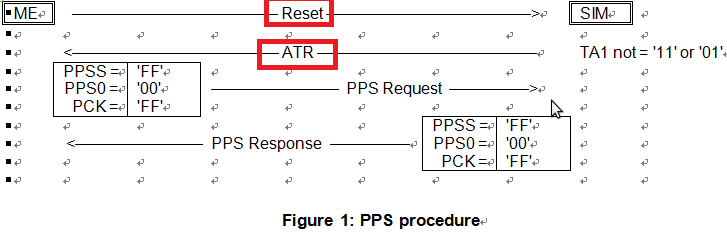 ME Reset SIM
ATR TA1 not = '11' or '01'
PPSS = 'FF'
PPS0 = '00' PPS Request
PCK = 'FF'
PPSS = 'FF'
PPS Response PPS0 = '00'
PCK = 'FF'
Figure 1: PPS procedure